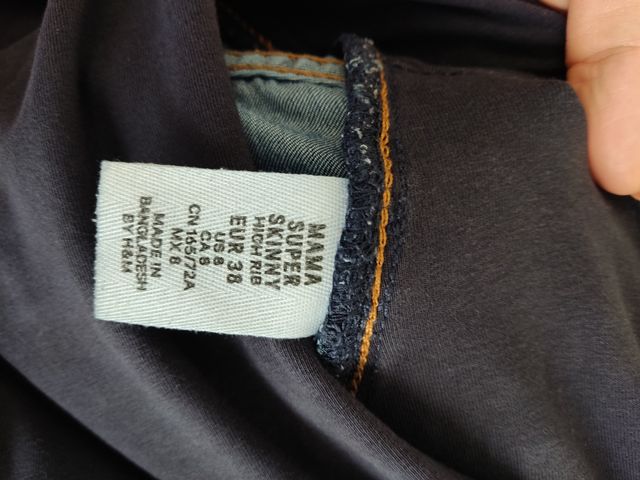 MAMA
SUPER
SKINNY
HIGH RIB
EUR 38
US 8
CA 8
CN 165/72A
MX 8
MADE IN
BANGLADESH
BY H&M